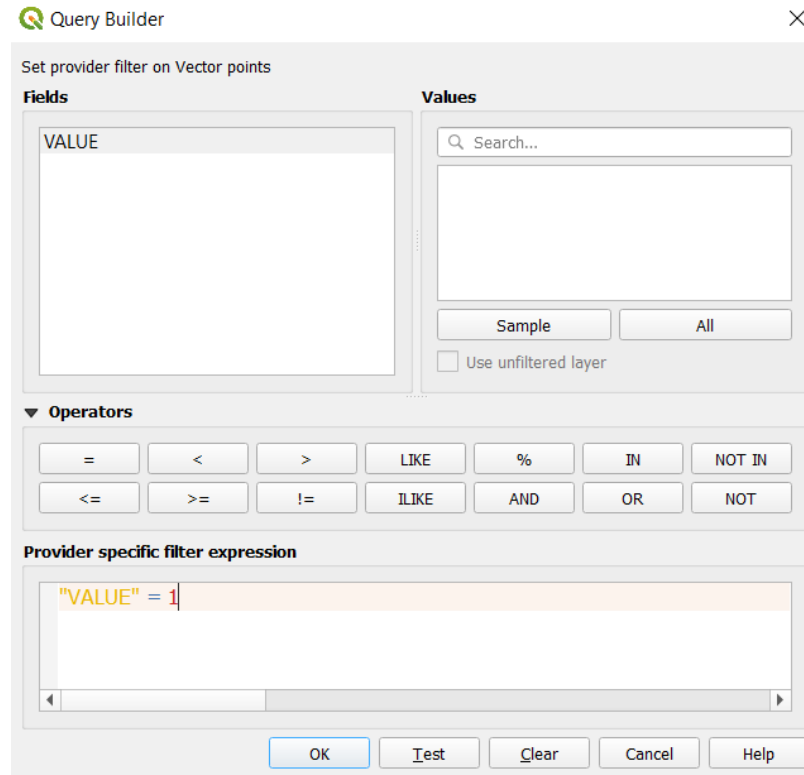 Query Builder
Set provider filter on Vector points
Fields
Values
VALUE
Search...
Sample
All
Use unfiltered layer
Operators
= < > LIKE % IN NOT IN
<= >= != ILIKE AND OR NOT
Provider specific filter expression
"VALUE" = 1
OK Test Clear Cancel Help